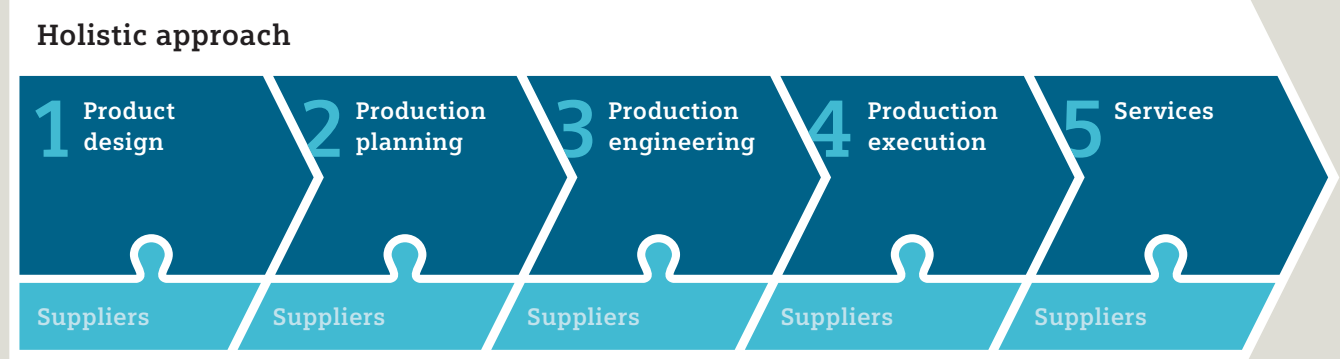 Holistic approach
1 Product
design
2 Production
planning
3 Production
engineering
4 Production
execution
5 Services
Suppliers
Suppliers
Suppliers
Suppliers
Suppliers